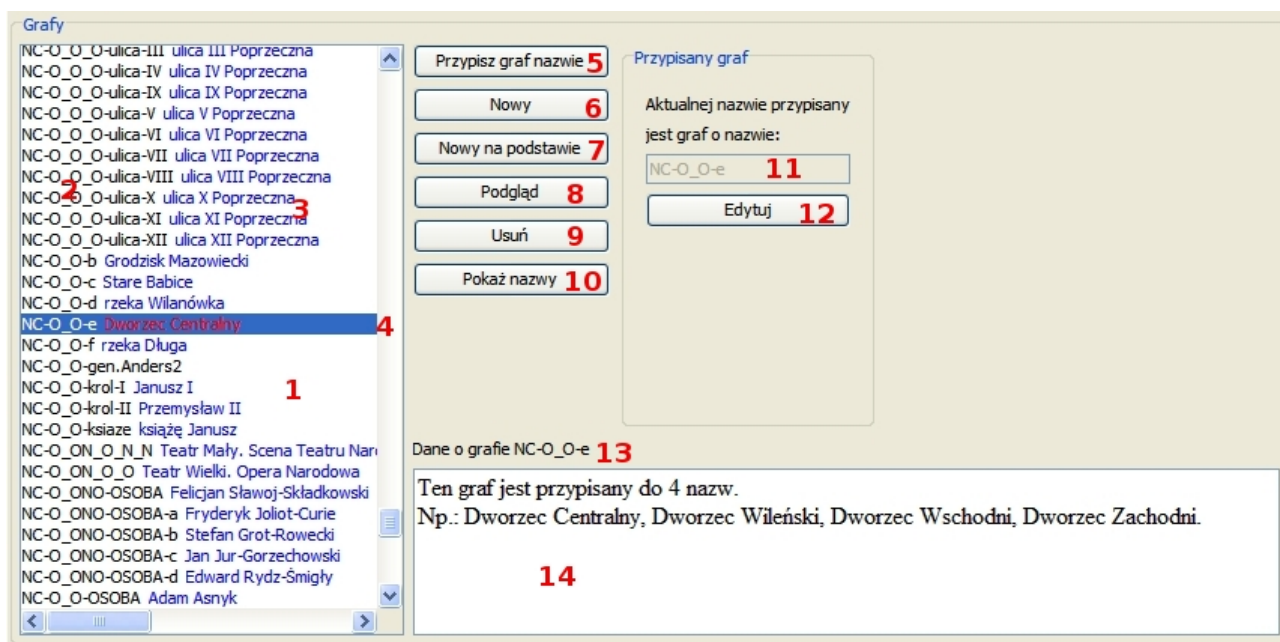 Grafy
NC-O_O_O-ulica-III ulica III Poprzeczna
NC-O_O_O-ulica-IV ulica IV Poprzeczna
NC-O_O_O-ulica-IX ulica IX Poprzeczna
NC-O_O_O-ulica-V ulica V Poprzeczna
NC-O_O_O-ulica-VI ulica VI Poprzeczna
NC-O_O_O-ulica-VII ulica VII Poprzeczna
NC-O_O_O-ulica-VIII ulica VIII Poprzeczna
2
NC-O_O_O-ulica-X ulica X Poprzeczna
3
NC-O_O_O-ulica-XI ulica XI Poprzeczna
NC-O_O_O-ulica-XII ulica XII Poprzeczna
NC-O_O-b Grodzisk Mazowiecki
NC-O_O-c Stare Babice
NC-O_O-d rzeka Wilanówka
NC-O_O-e Dworzec Centralny 4
NC-O_O-f rzeka Długa
NC-O_O-gen.Anders2
NC-O_O-krol-I Janusz I 1
NC-O_O-krol-II Przemysław II
NC-O_O-ksiaze książę Janusz
NC-O_ON_O_N_N Teatr Mały. Scena Teatru Nar
NC-O_ON_O_O Teatr Wielki. Opera Narodowa
NC-O_ONO-OSOBA Felicjan Sławoj-Składkowski
NC-O_ONO-OSOBA-a Fryderyk Joliot-Curie
NC-O_ONO-OSOBA-b Stefan Grot-Rowecki
NC-O_ONO-OSOBA-c Jan Jur-Gorzechowski
NC-O_ONO-OSOBA-d Edward Rydz-Śmigły
NC-O_O-OSOBA Adam Asnyk
Przypisz graf nazwie 5
Nowy 6
Nowy na podstawie 7
Podgląd 8
Usuń 9
Pokaż nazwy 10
Przypisany graf
Aktualnej nazwie przypisany
jest graf o nazwie:
NC-O_O-e 11
Edytuj 12
Dane o grafie NC-O_O-e 13
Ten graf jest przypisany do 4 nazw.
Np.: Dworzec Centralny, Dworzec Wileński, Dworzec Wschodni, Dworzec Zachodni.
14